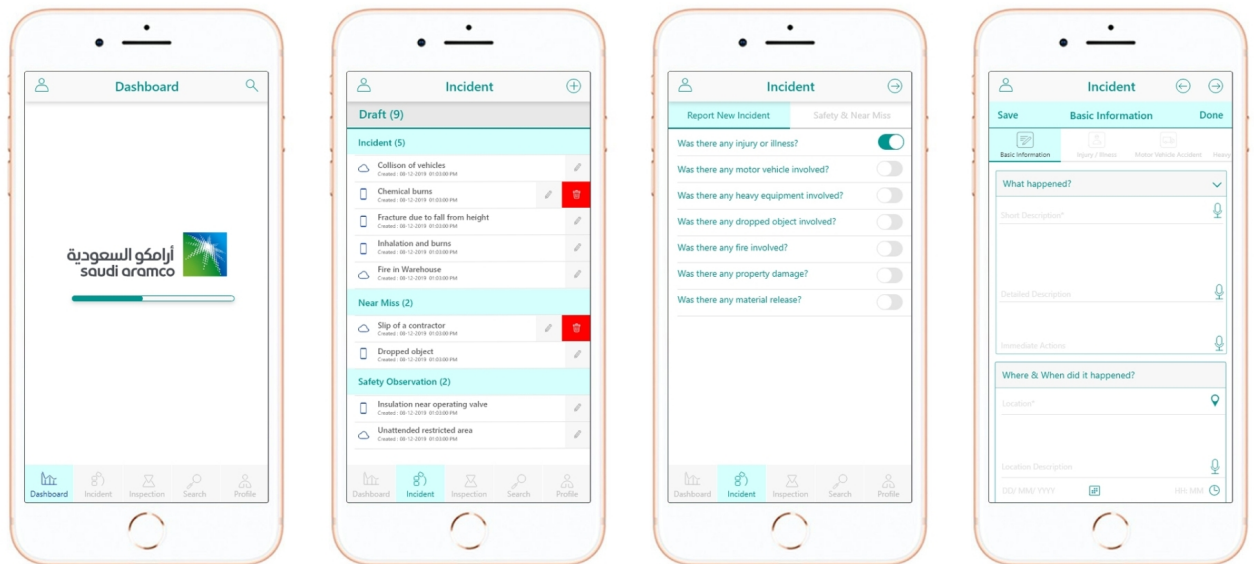 Dashboard
أرامكو السعودية
saudi aramco
Dashboard
Incident
Inspection
Search
Profile
Incident
Draft (9)
Incident (5)
Collison of vehicles
Created : 08-12-2019 01:03:00 PM
Chemical burns
Created : 08-12-2019 01:03:00 PM
Fracture due to fall from height
Created : 08-12-2019 01:03:00 PM
Inhalation and burns
Created : 08-12-2019 01:03:00 PM
Fire in Warehouse
Created : 08-12-2019 01:03:00 PM
Near Miss (2)
Slip of a contractor
Created : 08-12-2019 01:03:00 PM
Dropped object
Created : 08-12-2019 01:03:00 PM
Safety Observation (2)
Insulation near operating valve
Created : 08-12-2019 01:03:00 PM
Unattended restricted area
Created : 08-12-2019 01:03:00 PM
Dashboard
Incident
Inspection
Search
Profile
Incident
Report New Incident
Safety & Near Miss
Was there any injury or illness?
Was there any motor vehicle involved?
Was there any heavy equipment involved?
Was there any dropped object involved?
Was there any fire involved?
Was there any property damage?
Was there any material release?
Dashboard
Incident
Inspection
Search
Profile
Incident
Save Basic Information Done
Basic Information
Injury / Illness
Motor Vehicle Accident
Heavy
What happened?
Short Description*
Detailed Description
Immediate Actions
Where & When did it happened?
Location*
Location Description
DD/ MM/ YYYY
HH: MM